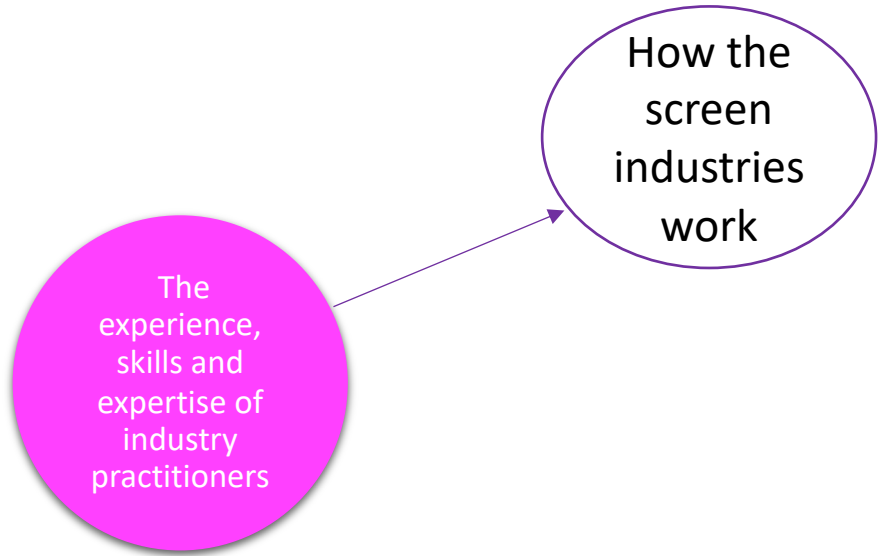 How the
screen
industries
work
The
experience,
skills and
expertise of
industry
practitioners